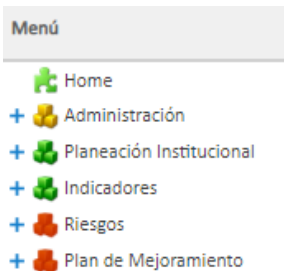 Menú
Home
Administración
Planeación Institucional
Indicadores
Riesgos
Plan de Mejoramiento